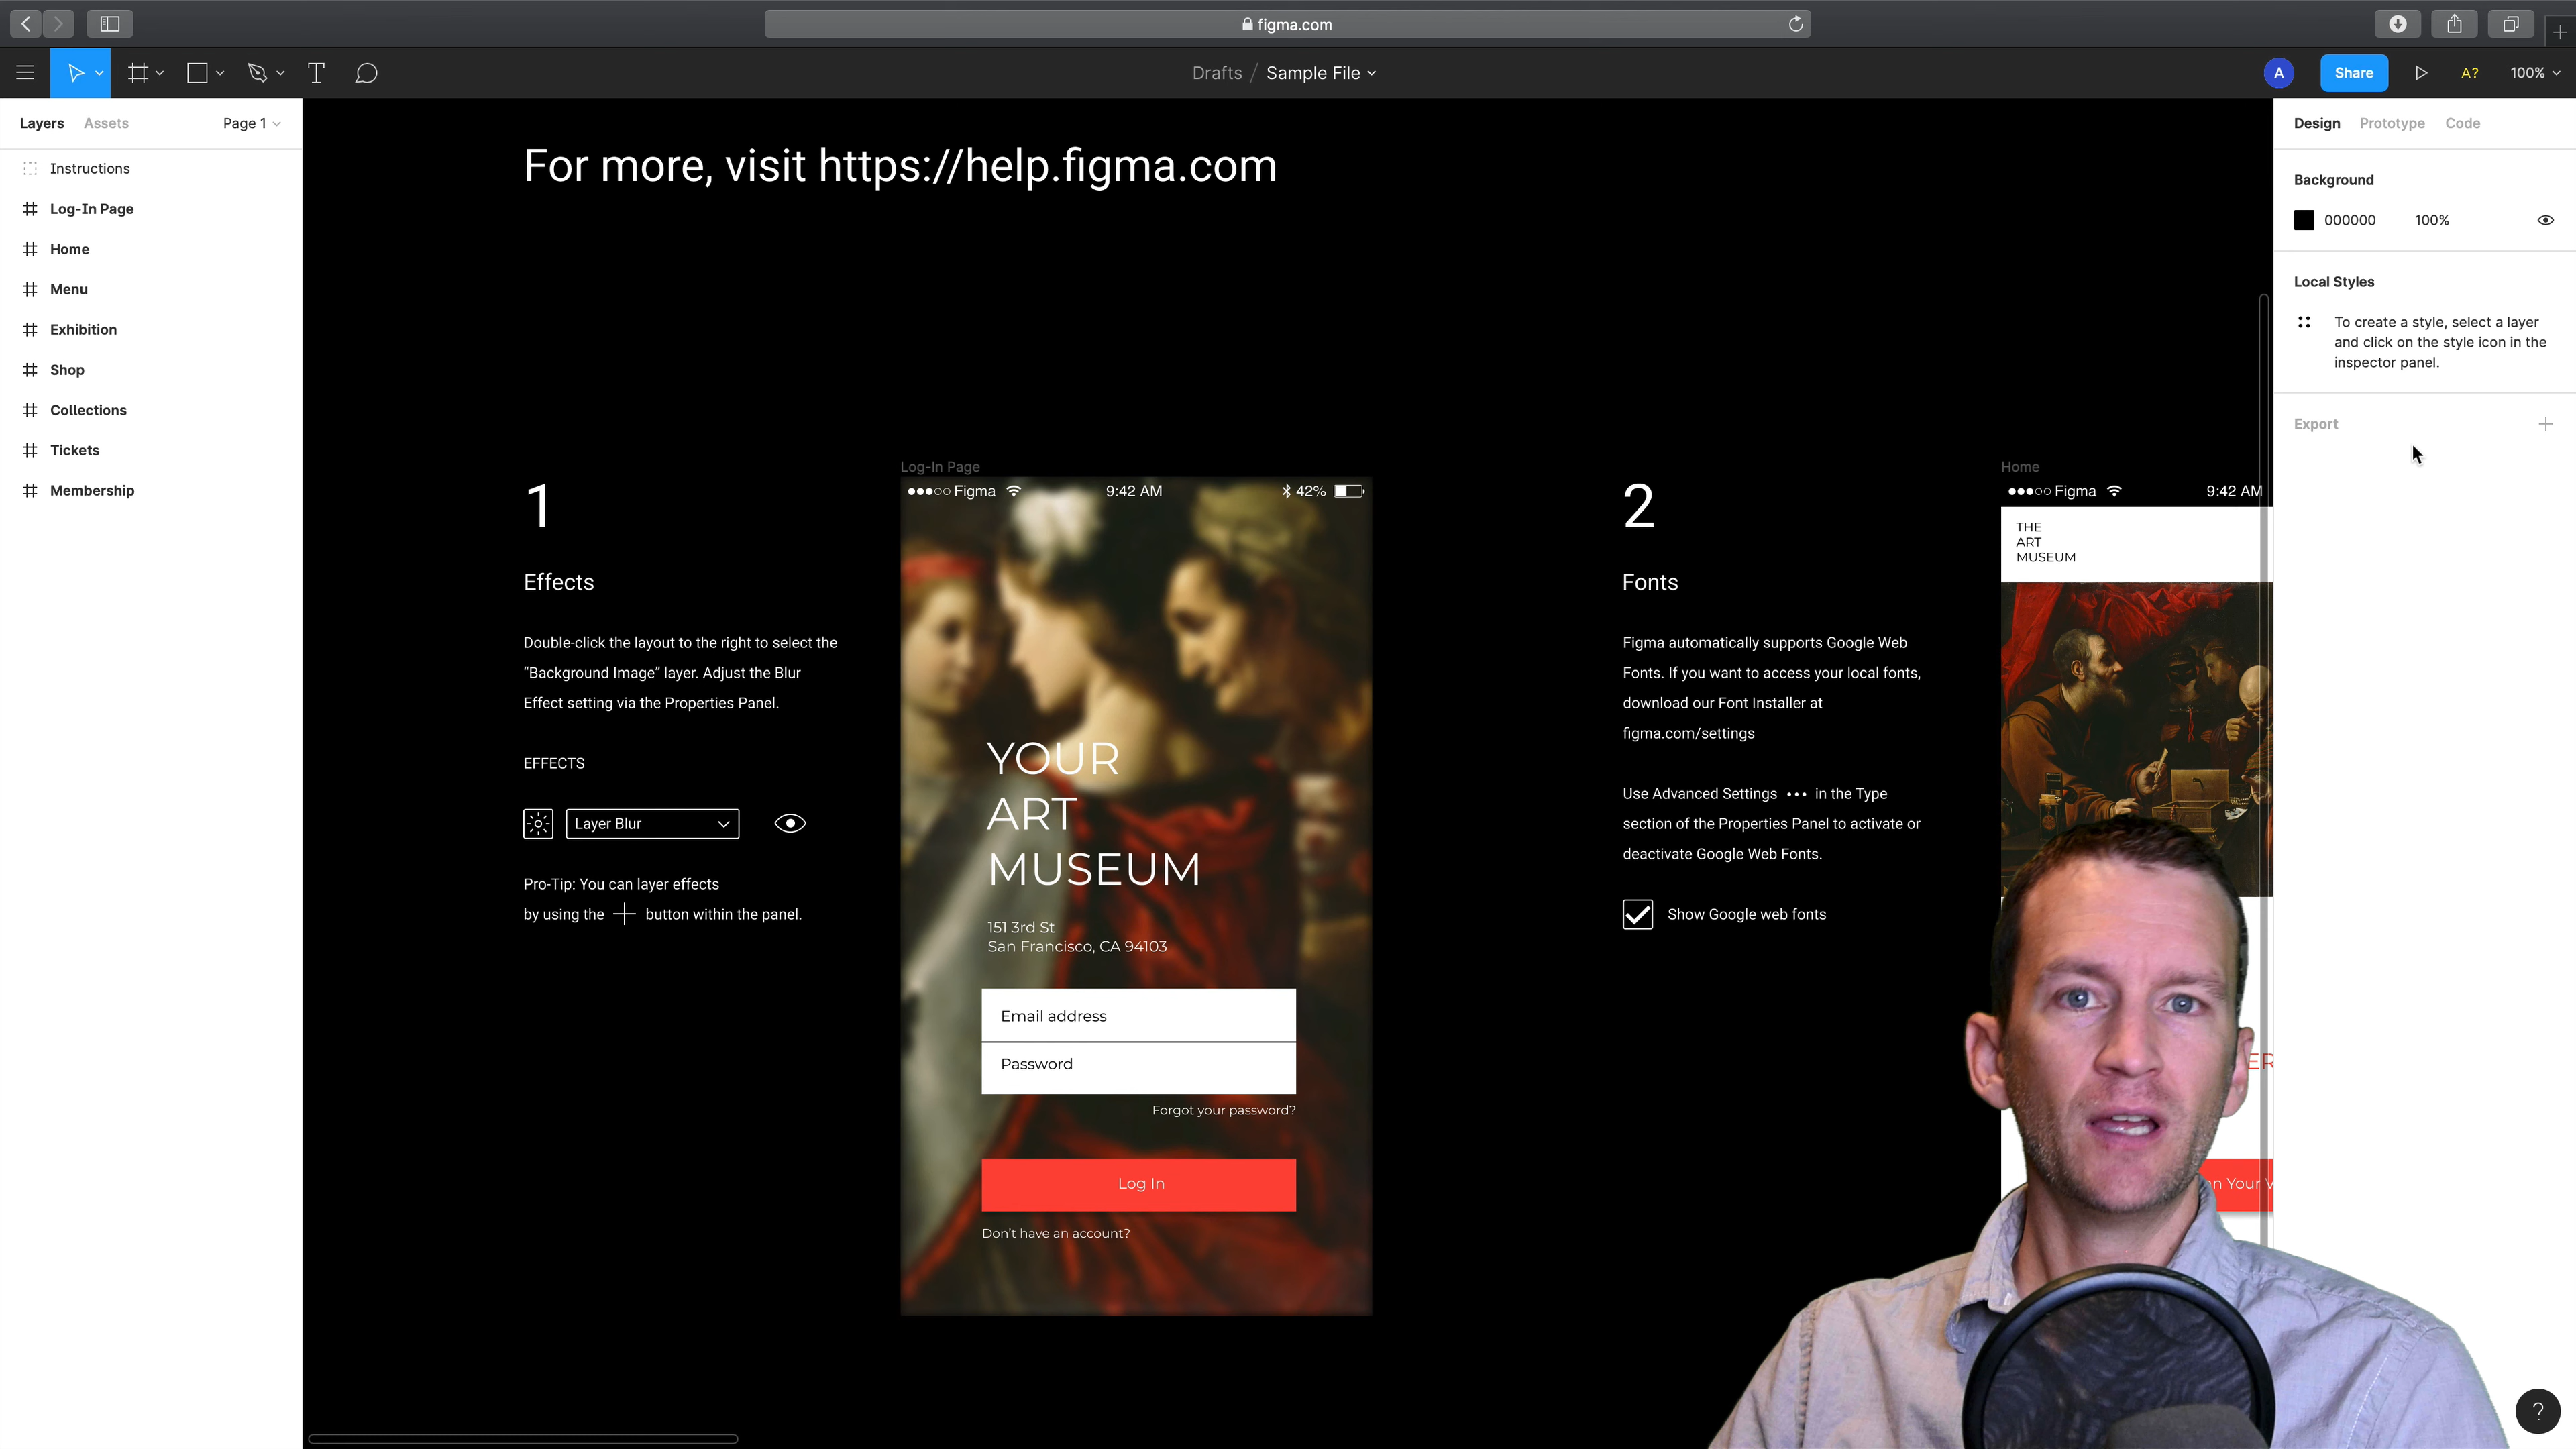 figma.com
Drafts / Sample File
A
Share
A?
100%
Layers
Assets
Page 1
Instructions
Log-In Page
Home
Menu
Exhibition
Shop
Collections
Tickets
Membership
For more, visit https://help.figma.com
1
Effects
Double-click the layout to the right to select the
“Background Image” layer. Adjust the Blur
Effect setting via the Properties Panel.
EFFECTS
Layer Blur
Pro-Tip: You can layer effects
by using the + button within the panel.
Log-In Page
Figma
9:42 AM
42%
YOUR
ART
MUSEUM
151 3rd St
San Francisco, CA 94103
Email address
Password
Forgot your password?
Log In
Don't have an account?
2
Fonts
Figma automatically supports Google Web
Fonts. If you want to access your local fonts,
download our Font Installer at
figma.com/settings
Use Advanced Settings ••• in the Type
section of the Properties Panel to activate or
deactivate Google Web Fonts.
Show Google web fonts
Home
Figma
9:42 AM
THE
ART
MUSEUM
ER
n Your V
Design
Prototype
Code
Background
000000
100%
Local Styles
To create a style, select a layer
and click on the style icon in the
inspector panel.
Export
?